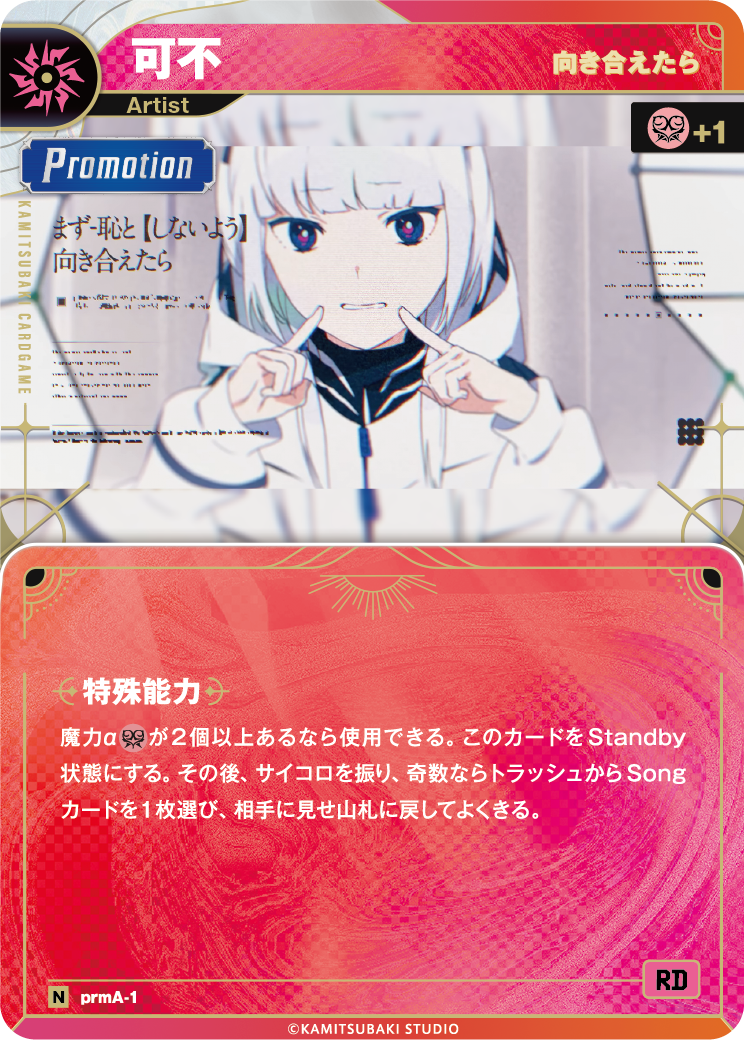 可不
向き合えたら
Artist
+1
Promotion
KAMITSUBAKI CARDGAME
まず-恥と【しないよう】
向き合えたら
特殊能力
魔力αが2個以上あるなら使用できる。このカードをStandby
状態にする。その後、サイコロを振り、奇数ならトラッシュからSong
カードを1枚選び、相手に見せ山札に戻してよくきる。
N prmA-1
RD
©KAMITSUBAKI STUDIO